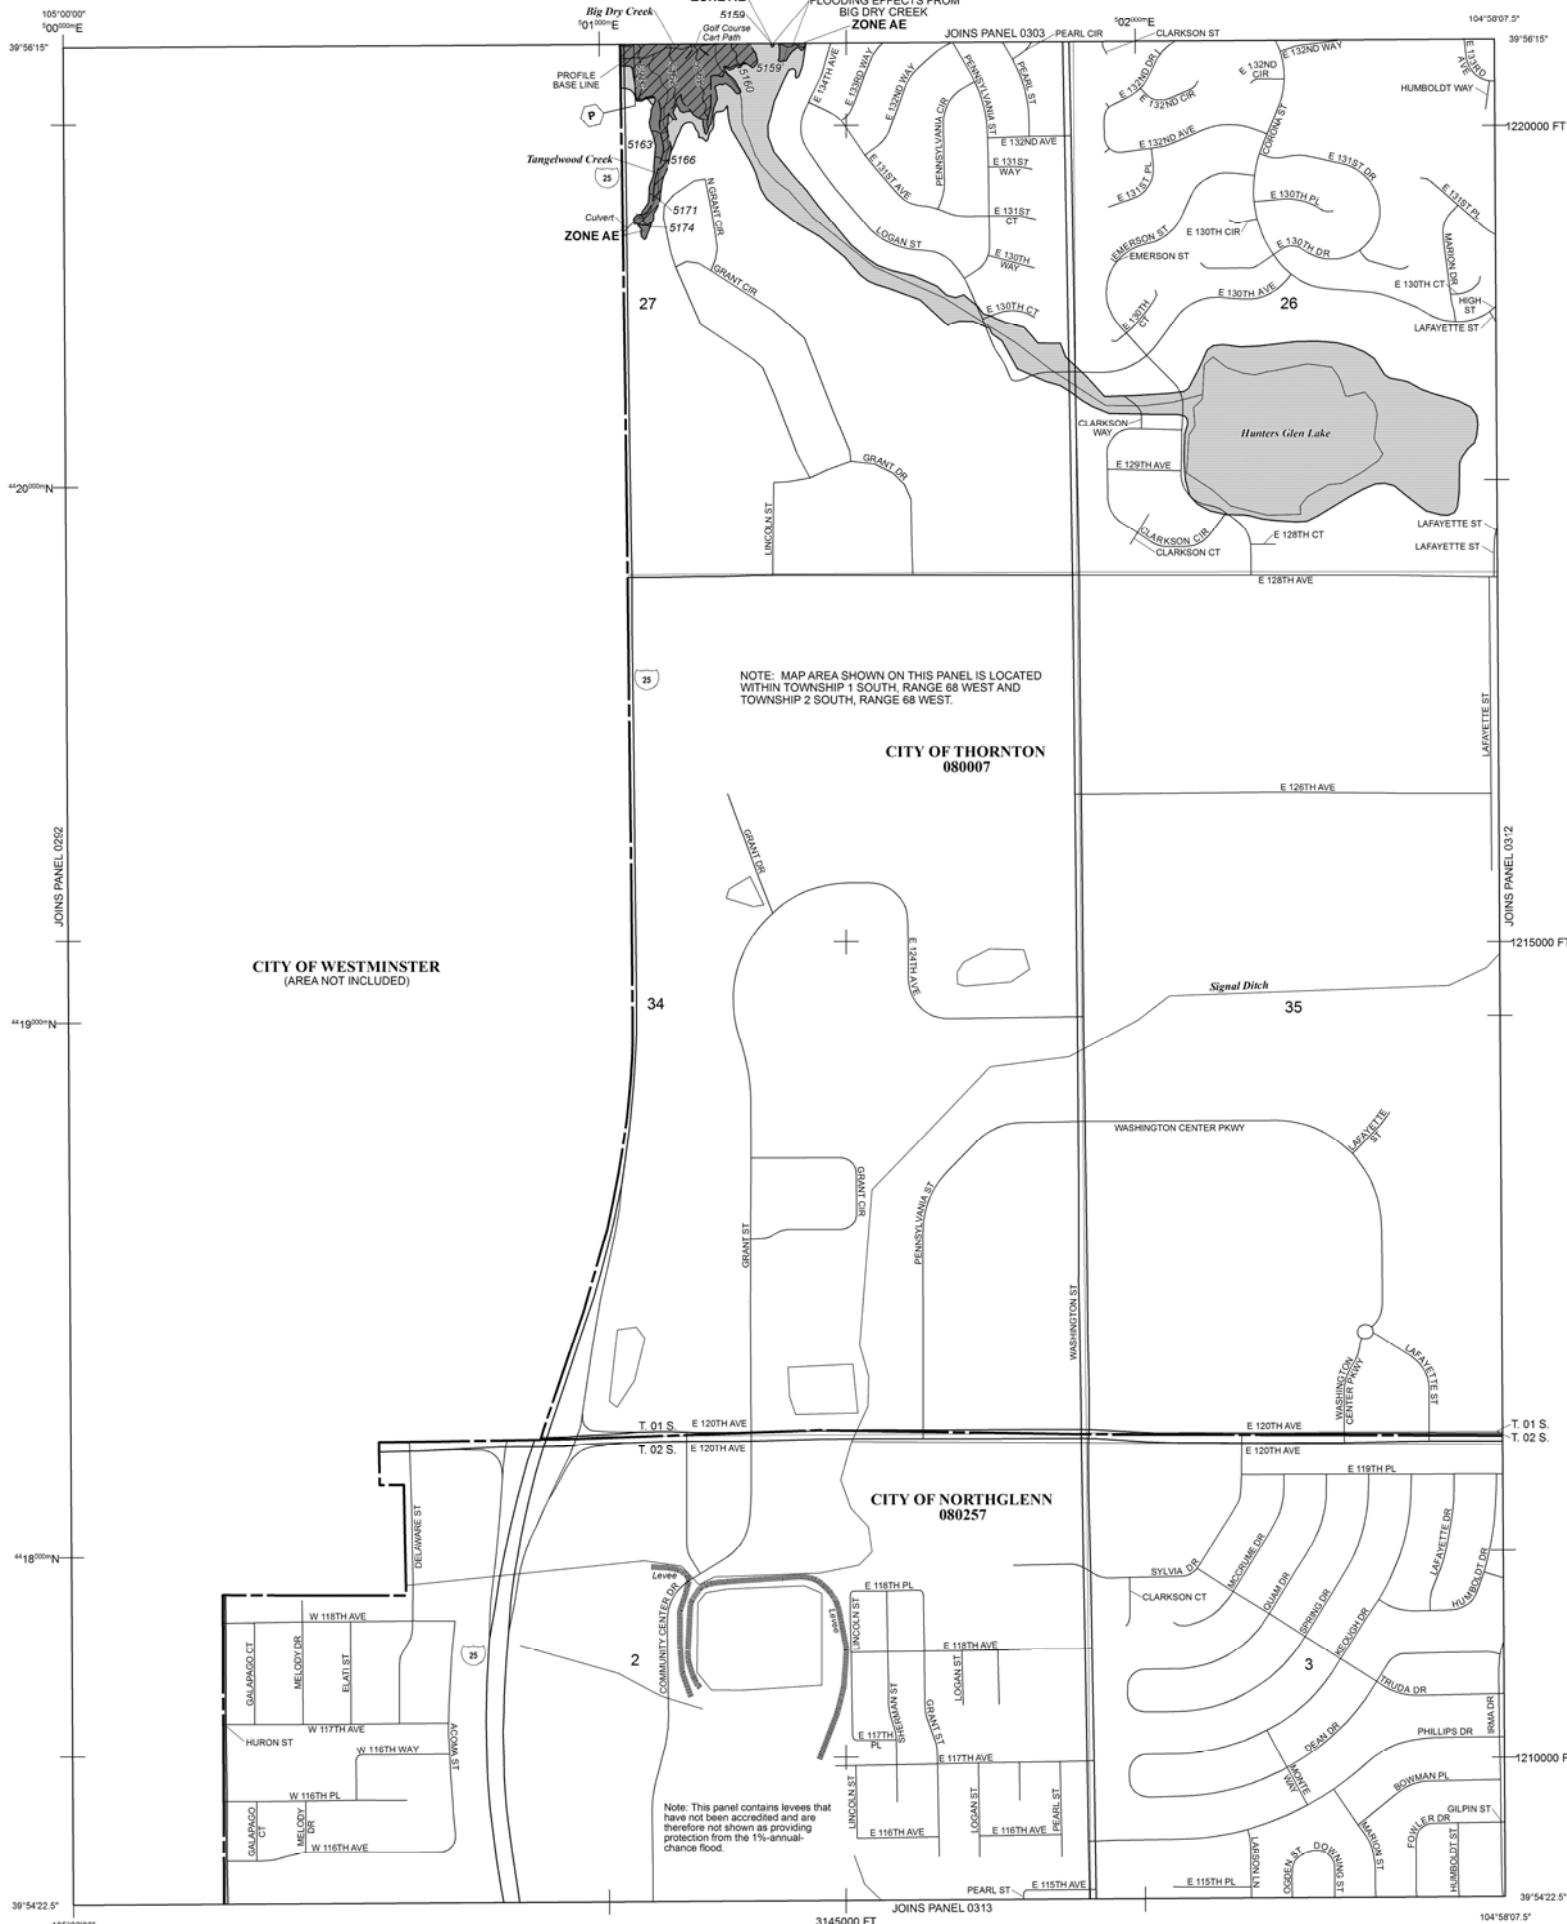 105°00'00"
500000mE
Big Dry Creek
501000mE
5159
Golf Course
Cart Path
FLOODING EFFECTS FROM
BIG DRY CREEK
ZONE AE
JOINS PANEL 0303
502000mE
104°58'07.5"
39°56'15"
39°56'15"
PROFILE
BASE LINE
P
5160
5159
5163
Tangelwood Creek
5166
25
5171
Culvert
5174
ZONE AE
N GRANT CIR
GRANT CIR
27
E 134TH AVE
E 133RD WAY
E 132ND WAY
PENNSYLVANIA CIR
PENNSYLVANIA ST
PEARL CIR
PEARL ST
E 132ND AVE
E 131ST
WAY
E 131ST AVE
E 131ST
CT
LOGAN ST
E 130TH
WAY
E 130TH CT
CLARKSON ST
E 132ND DR
E 132ND CIR
E 132ND
CIR
E 132ND WAY
E 133RD
AVE
HUMBOLDT WAY
1220000 FT
CORONA ST
E 132ND AVE
E 131ST PL
E 131ST DR
E 130TH PL
E 130TH CIR
E 130TH DR
E 131ST PL
MARION DR
EMERSON ST
EMERSON ST
E 130TH AVE
E 130TH CT
HIGH
ST
LAFAYETTE ST
E 130TH
CT
26
Hunters Glen Lake
CLARKSON
WAY
E 129TH AVE
CLARKSON CIR
CLARKSON CT
E 128TH CT
LAFAYETTE ST
LAFAYETTE ST
GRANT DR
LINCOLN ST
4420000mN
E 128TH AVE
25
NOTE: MAP AREA SHOWN ON THIS PANEL IS LOCATED
WITHIN TOWNSHIP 1 SOUTH, RANGE 68 WEST AND
TOWNSHIP 2 SOUTH, RANGE 68 WEST.
CITY OF THORNTON
080007
LAFAYETTE ST
E 126TH AVE
JOINS PANEL 0292
JOINS PANEL 0312
GRANT DR
E 124TH AVE
1215000 FT
CITY OF WESTMINSTER
(AREA NOT INCLUDED)
Signal Ditch
34
35
4419000mN
WASHINGTON CENTER PKWY
LAFAYETTE
ST
GRANT CIR
PENNSYLVANIA ST
GRANT ST
WASHINGTON ST
WASHINGTON
CENTER PKWY
LAFAYETTE ST
T. 01 S.
E 120TH AVE
E 120TH AVE
T. 01 S.
T. 02 S.
E 120TH AVE
E 120TH AVE
T. 02 S.
E 119TH PL
CITY OF NORTHGLENN
080257
DELAWARE ST
4418000mN
Levee
COMMUNITY CENTER DR
Levee
LINCOLN ST
E 118TH PL
SYLVIA DR
CLARKSON CT
MCCRUME DR
QUAM DR
SPRING DR
KEOUGH DR
LAFAYETTE DR
HUMBOLDT DR
W 118TH AVE
GALAPAGO CT
MELODY DR
ELATI ST
25
2
E 118TH AVE
LOGAN ST
3
TRUDA DR
IRMA DR
SHERMAN ST
GRANT ST
W 117TH AVE
HURON ST
ACOMA ST
W 116TH WAY
E 117TH
PL
E 117TH AVE
DEAN DR
PHILLIPS DR
1210000 F
MONTE
WAY
BOWMAN PL
W 116TH PL
GALAPAGO
CT
MELODY
DR
W 116TH AVE
Note: This panel contains levees that
have not been accredited and are
therefore not shown as providing
protection from the 1%-annual-
chance flood.
LINCOLN ST
E 116TH AVE
LOGAN ST
E 116TH AVE
PEARL ST
MARION ST
FOWLER DR
GILPIN ST
HUMBOLDT ST
LARSON LN
OGDEN ST
DOWNING ST
PEARL ST
E 115TH AVE
E 115TH PL
39°54'22.5"
JOINS PANEL 0313
39°54'22.5"
3145000 FT
104°58'07.5"